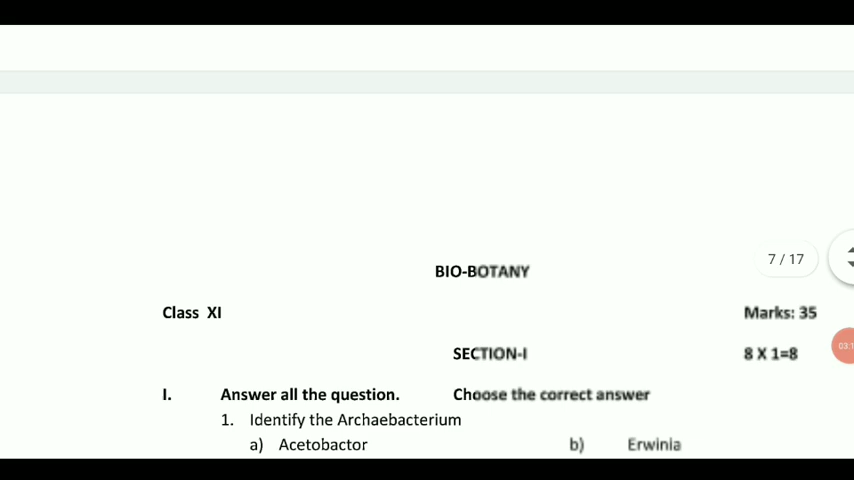 BIO-BOTANY
7 / 17
Class XI Marks: 35
SECTION-I 8 X 1=8
I. Answer all the question. Choose the correct answer
1. Identify the Archaebacterium
a) Acetobactor b) Erwinia